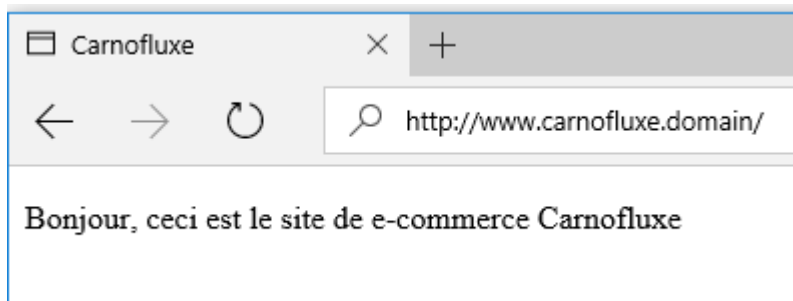 Carnofluxe
http://www.carnofluxe.domain/
Bonjour, ceci est le site de e-commerce Carnofluxe